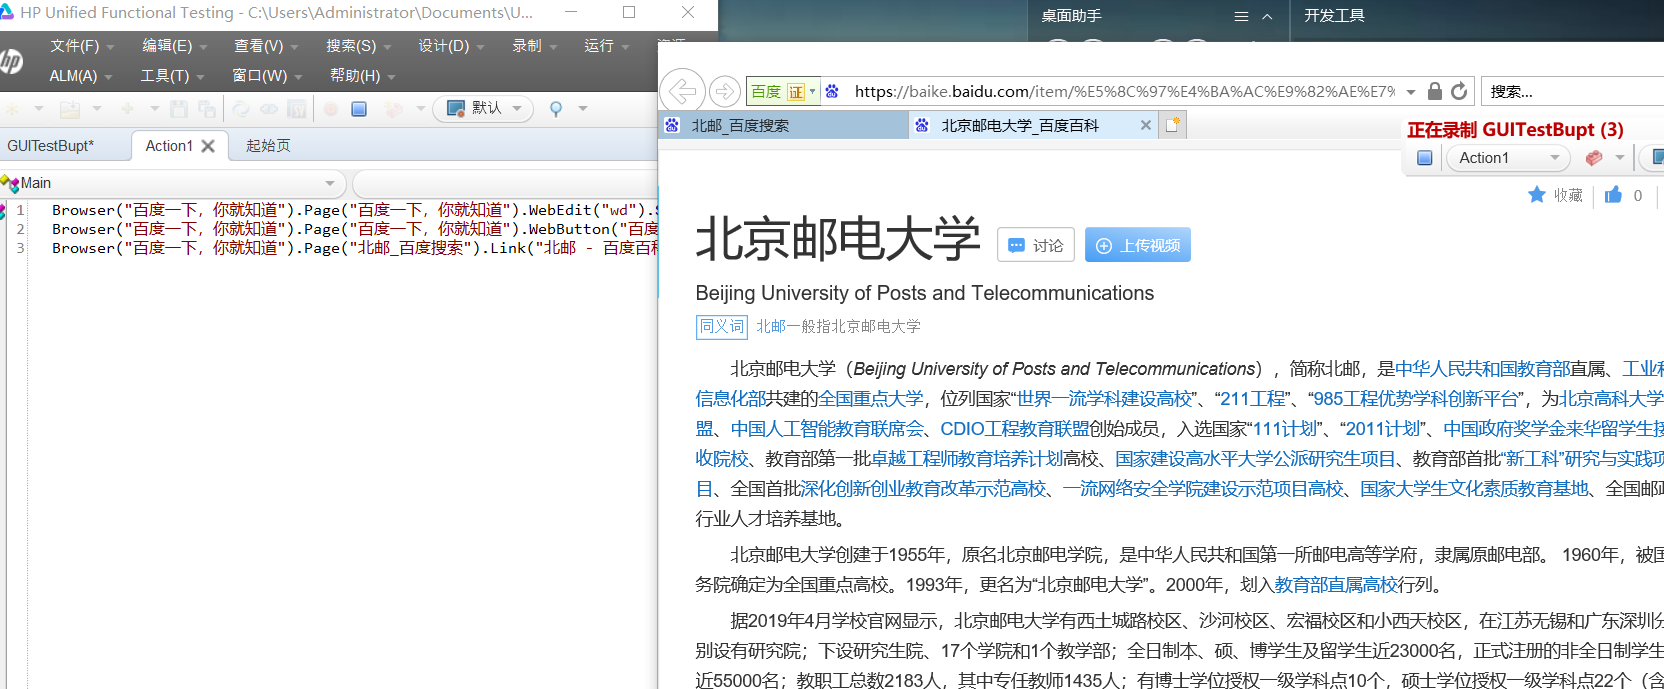 HP Unified Functional Testing - C:\Users\Administrator\Documents\U...
文件(F) 编辑(E) 查看(V) 搜索(S) 设计(D) 录制 运行
ALM(A) 工具(T) 窗口(W) 帮助(H)
默认
GUITestBupt* Action1 起始页
Main
1 Browser("百度一下，你就知道").Page("百度一下，你就知道").WebEdit("wd").
2 Browser("百度一下，你就知道").Page("百度一下，你就知道").WebButton("百度
3 Browser("百度一下，你就知道").Page("北邮_百度搜索").Link("北邮 - 百度百
桌面助手 开发工具
百度 证 https://baike.baidu.com/item/%E5%8C%97%E4%BA%AC%E9%82%AE%E7% 搜索...
北邮_百度搜索 北京邮电大学_百度百科
正在录制 GUITestBupt (3)
Action1
收藏 0
北京邮电大学 讨论 上传视频
Beijing University of Posts and Telecommunications
同义词 北邮一般指北京邮电大学
北京邮电大学（Beijing University of Posts and Telecommunications），简称北邮，是中华人民共和国教育部直属、工业和
信息化部共建的全国重点大学，位列国家“世界一流学科建设高校”、“211工程”、“985工程优势学科创新平台”，为北京高科大学
盟、中国人工智能教育联席会、CDIO工程教育联盟创始成员，入选国家“111计划”、“2011计划”、中国政府奖学金来华留学生接
收院校、教育部第一批卓越工程师教育培养计划高校、国家建设高水平大学公派研究生项目、教育部首批“新工科”研究与实践项
目、全国首批深化创新创业教育改革示范高校、一流网络安全学院建设示范项目高校、国家大学生文化素质教育基地、全国邮政
行业人才培养基地。
北京邮电大学创建于1955年，原名北京邮电学院，是中华人民共和国第一所邮电高等学府，隶属原邮电部。 1960年，被国
务院确定为全国重点高校。1993年，更名为“北京邮电大学”。2000年，划入教育部直属高校行列。
据2019年4月学校官网显示，北京邮电大学有西土城路校区、沙河校区、宏福校区和小西天校区，在江苏无锡和广东深圳分
别设有研究院；下设研究生院、17个学院和1个教学部；全日制本、硕、博学生及留学生近23000名，正式注册的非全日制学生
近55000名；教职工总数2183人，其中专任教师1435人；有博士学位授权一级学科点10个，硕士学位授权一级学科点22个（含